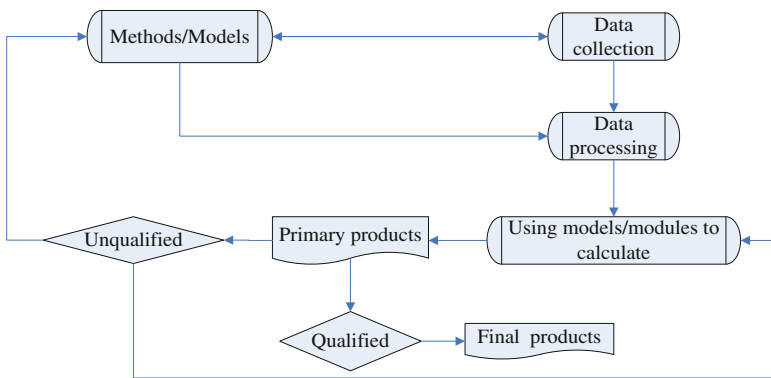 Methods/Models
Data
collection
Data
processing
Unqualified
Primary products
Using models/modules to
calculate
Qualified
Final products